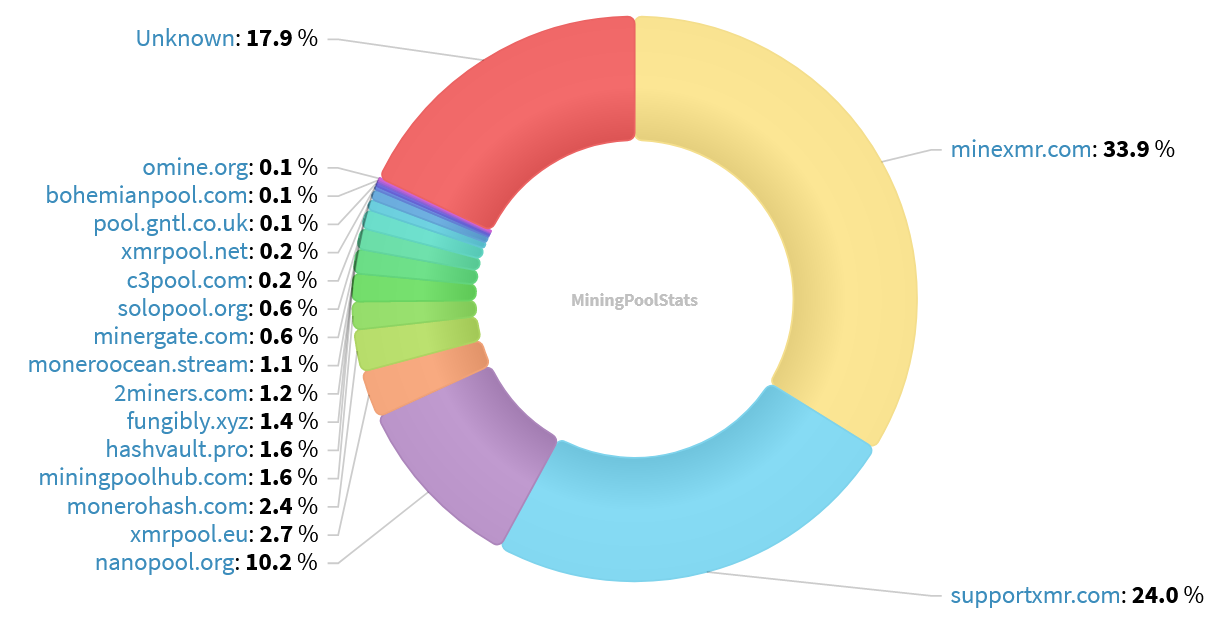 Unknown: 17.9 %
minexmr.com: 33.9 %
omine.org: 0.1 %
bohemianpool.com: 0.1 %
pool.gntl.co.uk: 0.1 %
xmrpool.net: 0.2 %
c3pool.com: 0.2 %
solopool.org: 0.6 %
MiningPoolStats
minergate.com: 0.6 %
moneroocean.stream: 1.1 %
2miners.com: 1.2 %
fungibly.xyz: 1.4 %
hashvault.pro: 1.6 %
miningpoolhub.com: 1.6 %
monerohash.com: 2.4 %
xmrpool.eu: 2.7 %
nanopool.org: 10.2 %
supportxmr.com: 24.0 %